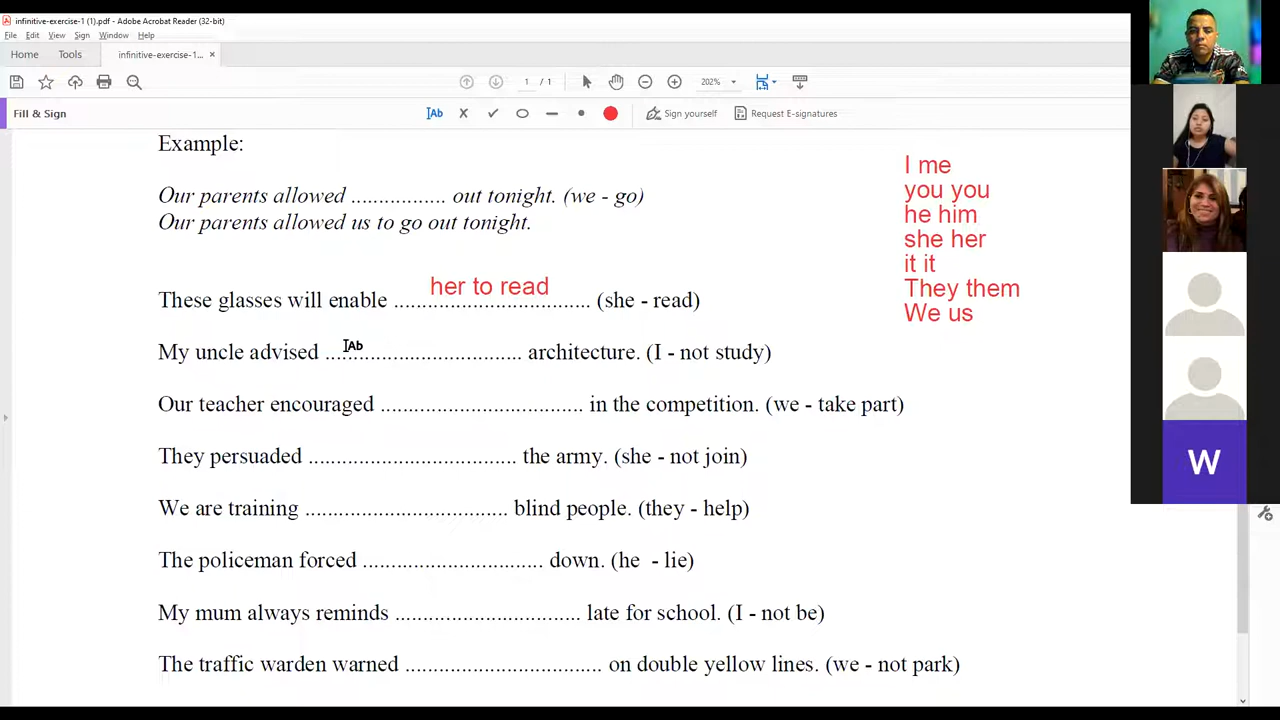 infinitive-exercise-1 (1).pdf - Adobe Acrobat Reader (32-bit)
File Edit View Sign Window Help
Home Tools infinitive-exercise-1... ×
1 / 1 202%
Fill & Sign Ab Sign yourself Request E-signatures
Example:
Our parents allowed ................. out tonight. (we - go)
Our parents allowed us to go out tonight.
her to read
These glasses will enable ................................... (she - read)
My uncle advised ................................... architecture. (I - not study)
Ab
Our teacher encouraged .................................... in the competition. (we - take part)
They persuaded ..................................... the army. (she - not join)
We are training .................................... blind people. (they - help)
The policeman forced ................................ down. (he - lie)
My mum always reminds ................................. late for school. (I - not be)
The traffic warden warned ................................... on double yellow lines. (we - not park)
I me
you you
he him
she her
it it
They them
We us
W